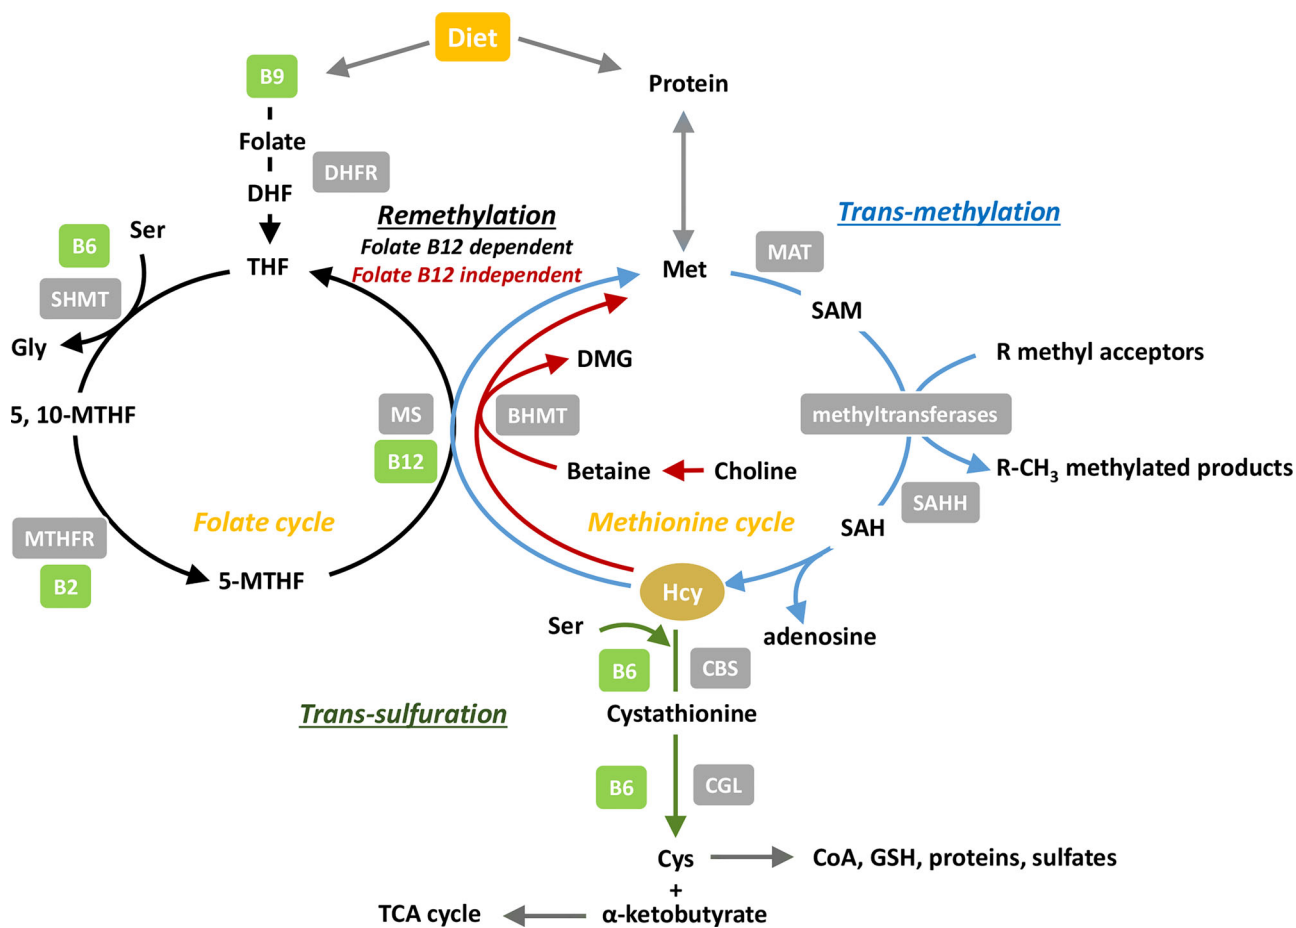 Diet
B9
Protein
Folate
DHFR
DHF
Remethylation
Trans-methylation
Ser
B6
Folate B12 dependent
MAT
THF
Folate B12 independent
Met
SHMT
SAM
Gly
DMG
R methyl acceptors
5, 10-MTHF
MS
BHMT
methyltransferases
B12
Betaine
Choline
R-CH₃ methylated products
SAHH
Folate cycle
Methionine cycle
SAH
MTHFR
B2
5-MTHF
Hcy
Ser
adenosine
B6
CBS
Trans-sulfuration
Cystathionine
B6
CGL
Cys
CoA, GSH, proteins, sulfates
+
TCA cycle
α-ketobutyrate